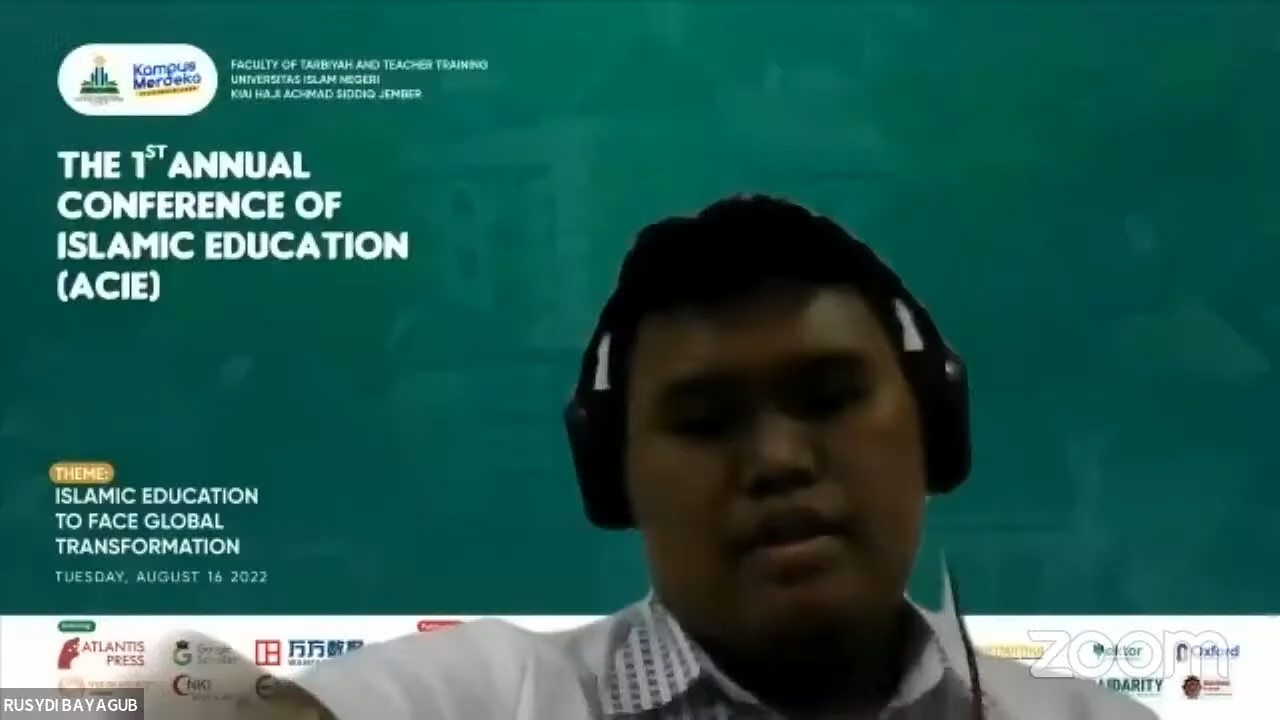 Kampus
Merdeka
FACULTY OF TARBIYAH AND TEACHER TRAINING
UNIVERSITAS ISLAM NEGERI
KIAI HAJI ACHMAD SIDDIQ JEMBER
THE 1ST ANNUAL
CONFERENCE OF
ISLAMIC EDUCATION
(ACIE)
THEME:
ISLAMIC EDUCATION
TO FACE GLOBAL
TRANSFORMATION
TUESDAY, AUGUST 16 2022
ATLANTIS
PRESS
Google
万方数据
Oxford
CNKI
zoom
RUSYDI BAYAGUB